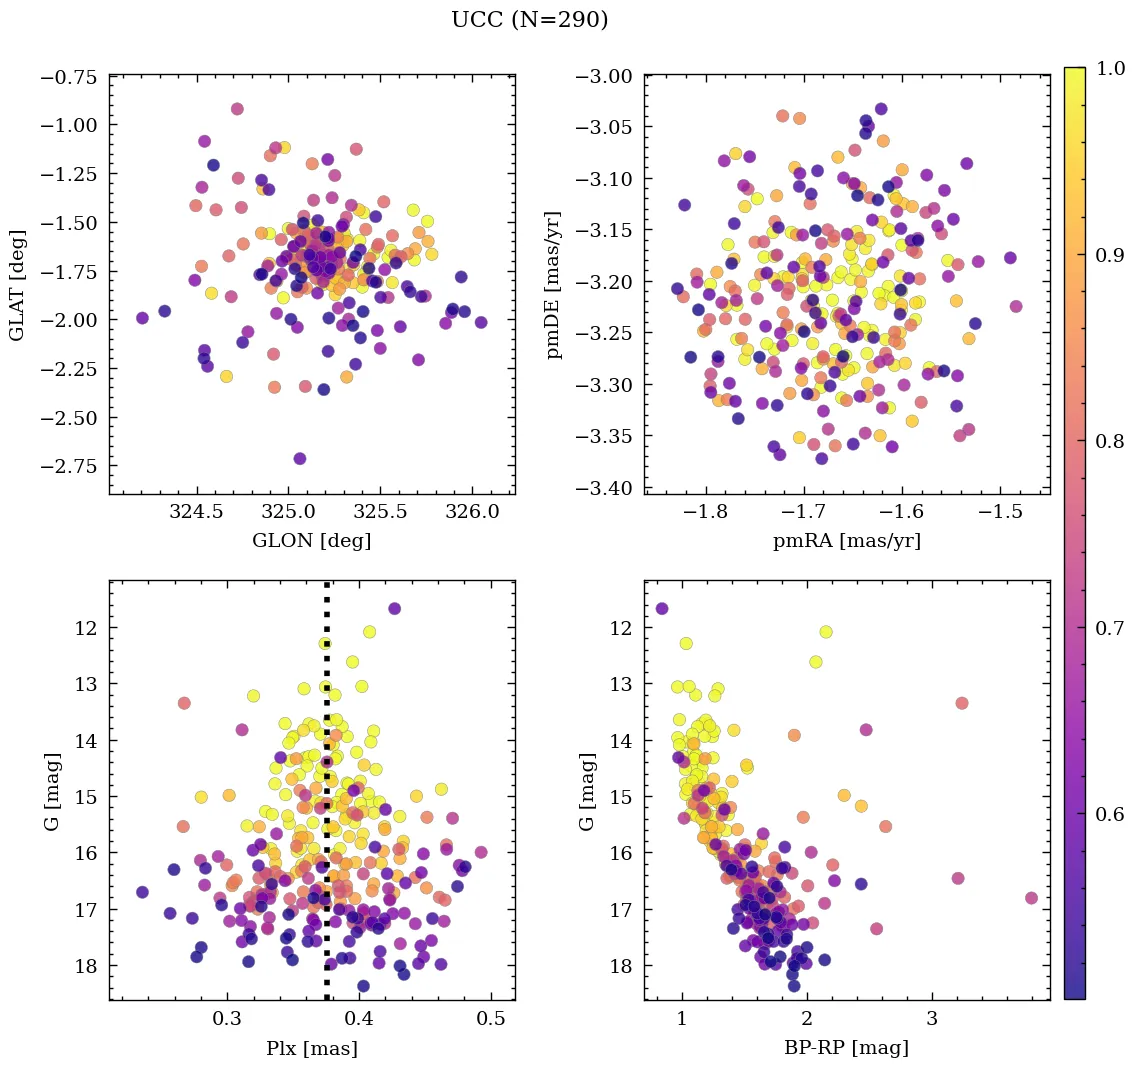 UCC (N=290)
−0.75
−1.00
−1.25
−1.50
−1.75
−2.00
−2.25
−2.50
−2.75
GLAT [deg]
324.5 325.0 325.5 326.0
GLON [deg]
−3.00
−3.05
−3.10
−3.15
−3.20
−3.25
−3.30
−3.35
−3.40
pmDE [mas/yr]
−1.8 −1.7 −1.6 −1.5
pmRA [mas/yr]
12
13
14
15
16
17
18
G [mag]
0.3 0.4 0.5
Plx [mas]
12
13
14
15
16
17
18
G [mag]
1 2 3
BP-RP [mag]
1.0
0.9
0.8
0.7
0.6